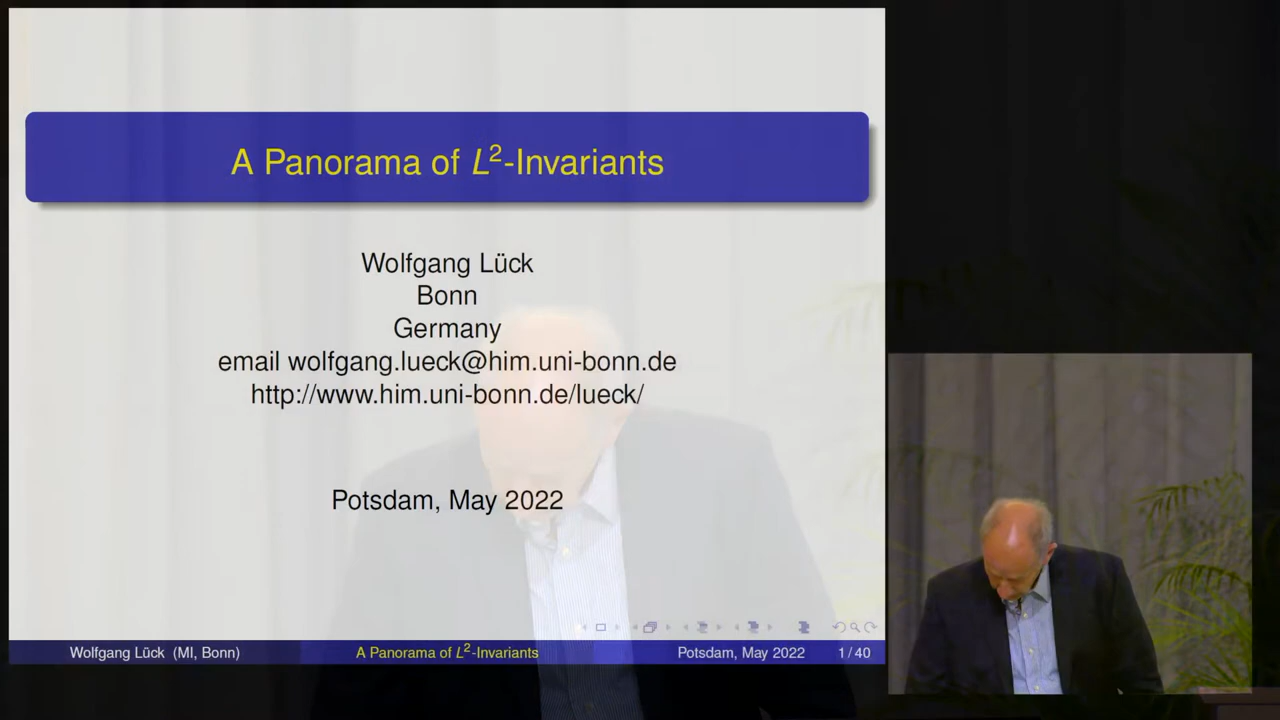 A Panorama of L²-Invariants
Wolfgang Lück
Bonn
Germany
email wolfgang.lueck@him.uni-bonn.de
http://www.him.uni-bonn.de/lueck/
Potsdam, May 2022
Wolfgang Lück (MI, Bonn)
A Panorama of L²-Invariants
Potsdam, May 2022
1 / 40